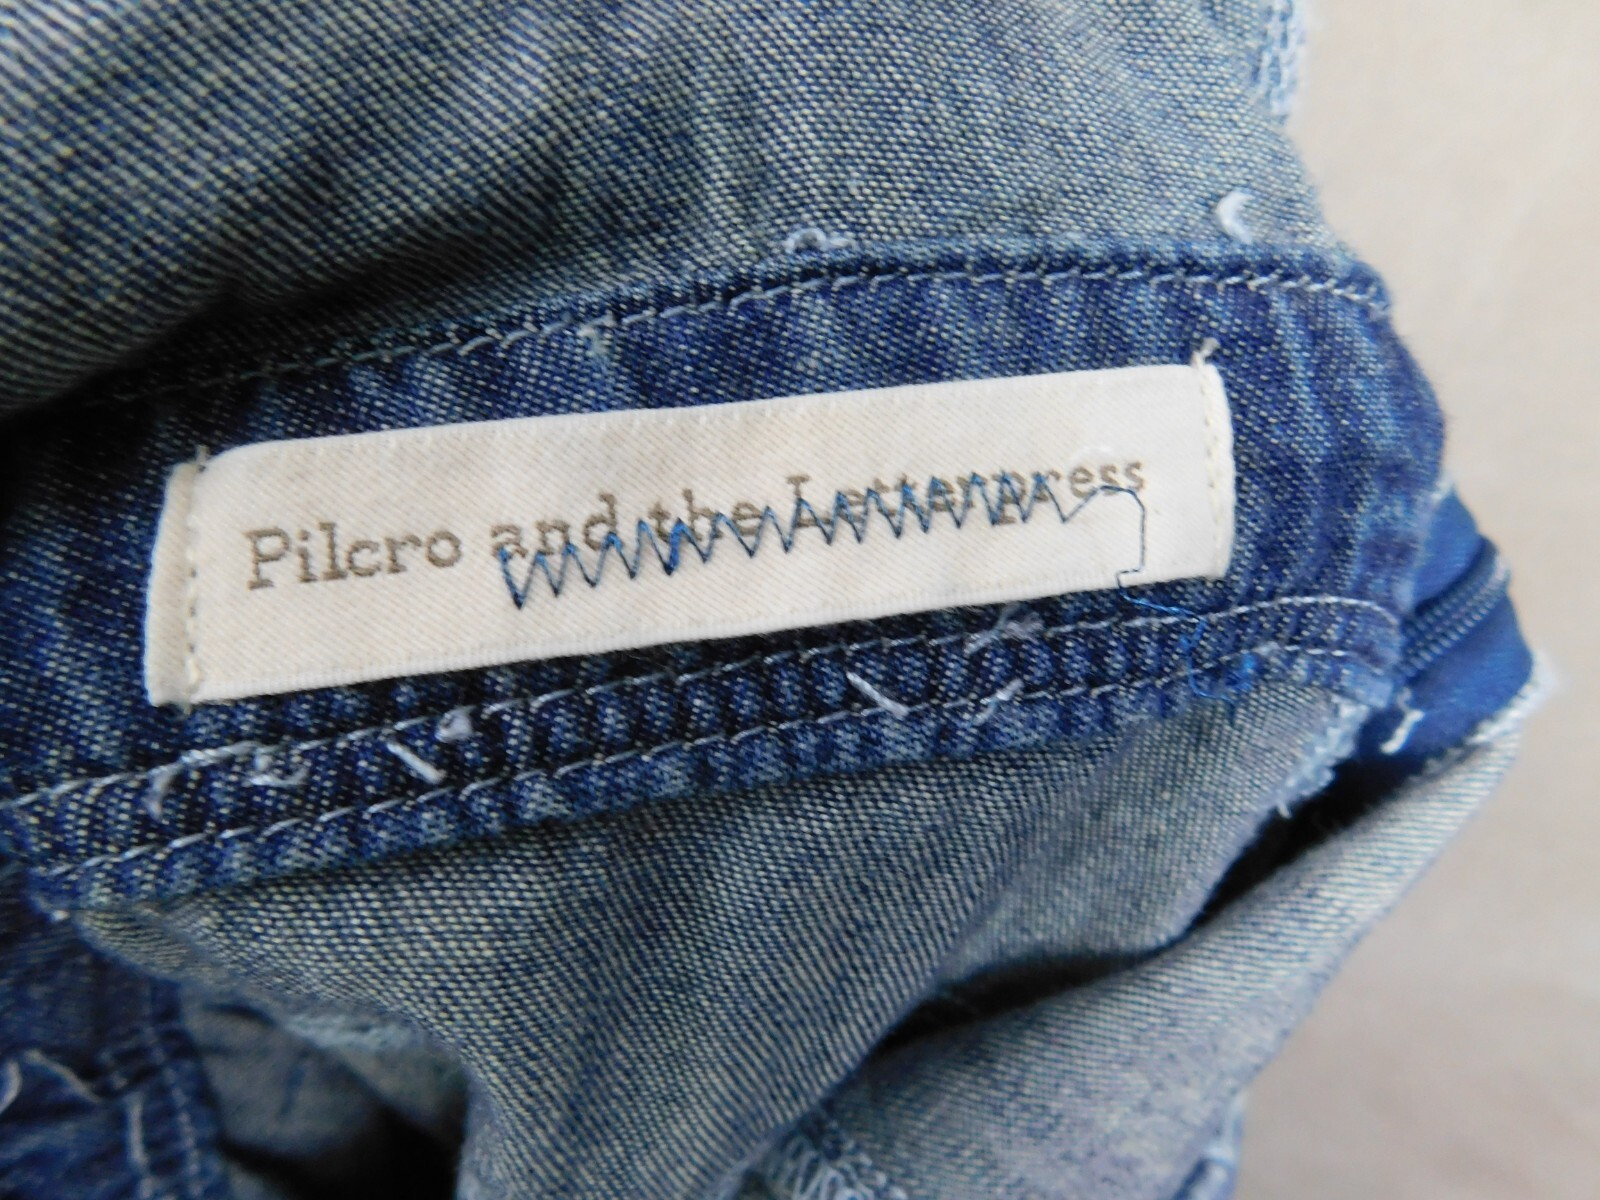 Pilcro and the Letterpress